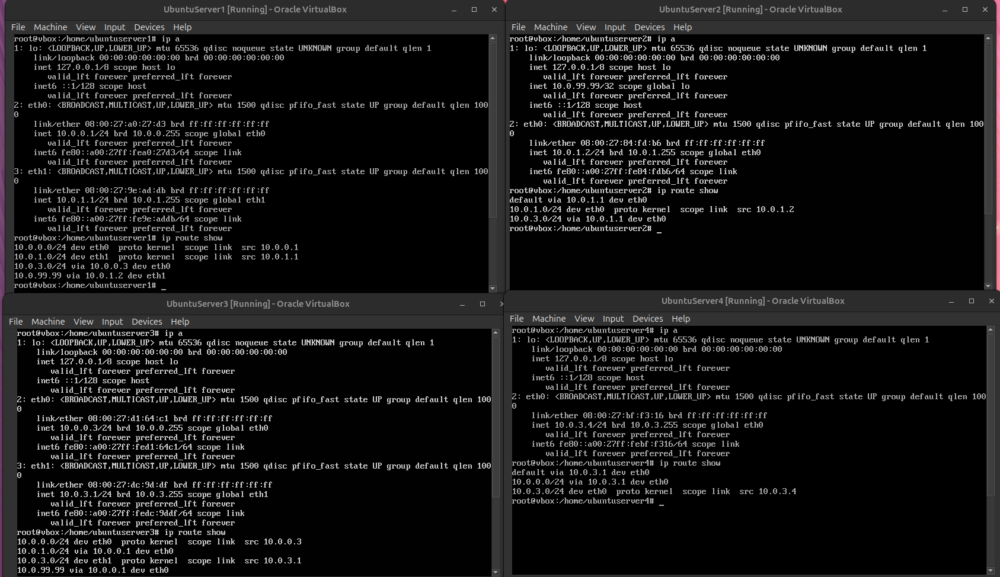 UbuntuServer1 [Running] - Oracle VirtualBox
File Machine View Input Devices Help
root@vbox:/home/ubuntuserver1# ip a
1: lo: <LOOPBACK,UP,LOWER_UP> mtu 65536 qdisc noqueue state UNKNOWN group default qlen 1
link/loopback 00:00:00:00:00:00 brd 00:00:00:00:00:00
inet 127.0.0.1/8 scope host lo
valid_lft forever preferred_lft forever
inet6 ::1/128 scope host
valid_lft forever preferred_lft forever
2: eth0: <BROADCAST,MULTICAST,UP,LOWER_UP> mtu 1500 qdisc pfifo_fast state UP group default qlen 100
0
link/ether 08:00:27:a0:27:d3 brd ff:ff:ff:ff:ff:ff
inet 10.0.0.1/24 brd 10.0.0.255 scope global eth0
valid_lft forever preferred_lft forever
inet6 fe80::a00:27ff:fea0:27d3/64 scope link
valid_lft forever preferred_lft forever
3: eth1: <BROADCAST,MULTICAST,UP,LOWER_UP> mtu 1500 qdisc pfifo_fast state UP group default qlen 100
0
link/ether 08:00:27:9e:ad:db brd ff:ff:ff:ff:ff:ff
inet 10.0.1.1/24 brd 10.0.1.255 scope global eth1
valid_lft forever preferred_lft forever
inet6 fe80::a00:27ff:fe9e:addb/64 scope link
valid_lft forever preferred_lft forever
root@vbox:/home/ubuntuserver1# ip route show
10.0.0.0/24 dev eth0  proto kernel  scope link  src 10.0.0.1
10.0.1.0/24 dev eth1  proto kernel  scope link  src 10.0.1.1
10.0.3.0/24 via 10.0.0.3 dev eth0
10.0.99.99 via 10.0.1.2 dev eth1
root@vbox:/home/ubuntuserver1# _
UbuntuServer2 [Running] - Oracle VirtualBox
File Machine View Input Devices Help
root@vbox:/home/ubuntuserver2# ip a
1: lo: <LOOPBACK,UP,LOWER_UP> mtu 65536 qdisc noqueue state UNKNOWN group default qlen 1
link/loopback 00:00:00:00:00:00 brd 00:00:00:00:00:00
inet 127.0.0.1/8 scope host lo
valid_lft forever preferred_lft forever
inet 10.0.99.99/32 scope global lo
valid_lft forever preferred_lft forever
inet6 ::1/128 scope host
valid_lft forever preferred_lft forever
2: eth0: <BROADCAST,MULTICAST,UP,LOWER_UP> mtu 1500 qdisc pfifo_fast state UP group default qlen 100
0
link/ether 08:00:27:84:fd:b6 brd ff:ff:ff:ff:ff:ff
inet 10.0.1.2/24 brd 10.0.1.255 scope global eth0
valid_lft forever preferred_lft forever
inet6 fe80::a00:27ff:fe84:fdb6/64 scope link
valid_lft forever preferred_lft forever
root@vbox:/home/ubuntuserver2# ip route show
default via 10.0.1.1 dev eth0
10.0.1.0/24 dev eth0  proto kernel  scope link  src 10.0.1.2
10.0.3.0/24 via 10.0.1.1 dev eth0
root@vbox:/home/ubuntuserver2# _
UbuntuServer3 [Running] - Oracle VirtualBox
File Machine View Input Devices Help
root@vbox:/home/ubuntuserver3# ip a
1: lo: <LOOPBACK,UP,LOWER_UP> mtu 65536 qdisc noqueue state UNKNOWN group default qlen 1
link/loopback 00:00:00:00:00:00 brd 00:00:00:00:00:00
inet 127.0.0.1/8 scope host lo
valid_lft forever preferred_lft forever
inet6 ::1/128 scope host
valid_lft forever preferred_lft forever
2: eth0: <BROADCAST,MULTICAST,UP,LOWER_UP> mtu 1500 qdisc pfifo_fast state UP group default qlen 100
0
link/ether 08:00:27:d1:64:c1 brd ff:ff:ff:ff:ff:ff
inet 10.0.0.3/24 brd 10.0.0.255 scope global eth0
valid_lft forever preferred_lft forever
inet6 fe80::a00:27ff:fed1:64c1/64 scope link
valid_lft forever preferred_lft forever
3: eth1: <BROADCAST,MULTICAST,UP,LOWER_UP> mtu 1500 qdisc pfifo_fast state UP group default qlen 100
0
link/ether 08:00:27:dc:9d:df brd ff:ff:ff:ff:ff:ff
inet 10.0.3.1/24 brd 10.0.3.255 scope global eth1
valid_lft forever preferred_lft forever
inet6 fe80::a00:27ff:fedc:9ddf/64 scope link
valid_lft forever preferred_lft forever
root@vbox:/home/ubuntuserver3# ip route show
10.0.0.0/24 dev eth0  proto kernel  scope link  src 10.0.0.3
10.0.1.0/24 via 10.0.0.1 dev eth0
10.0.3.0/24 dev eth1  proto kernel  scope link  src 10.0.3.1
10.0.99.99 via 10.0.0.1 dev eth0
UbuntuServer4 [Running] - Oracle VirtualBox
File Machine View Input Devices Help
root@vbox:/home/ubuntuserver4# ip a
1: lo: <LOOPBACK,UP,LOWER_UP> mtu 65536 qdisc noqueue state UNKNOWN group default qlen 1
link/loopback 00:00:00:00:00:00 brd 00:00:00:00:00:00
inet 127.0.0.1/8 scope host lo
valid_lft forever preferred_lft forever
inet6 ::1/128 scope host
valid_lft forever preferred_lft forever
2: eth0: <BROADCAST,MULTICAST,UP,LOWER_UP> mtu 1500 qdisc pfifo_fast state UP group default qlen 100
0
link/ether 08:00:27:bf:f3:16 brd ff:ff:ff:ff:ff:ff
inet 10.0.3.4/24 brd 10.0.3.255 scope global eth0
valid_lft forever preferred_lft forever
inet6 fe80::a00:27ff:febf:f316/64 scope link
valid_lft forever preferred_lft forever
root@vbox:/home/ubuntuserver4# ip route show
default via 10.0.3.1 dev eth0
10.0.0.0/24 via 10.0.3.1 dev eth0
10.0.3.0/24 dev eth0  proto kernel  scope link  src 10.0.3.4
root@vbox:/home/ubuntuserver4# _